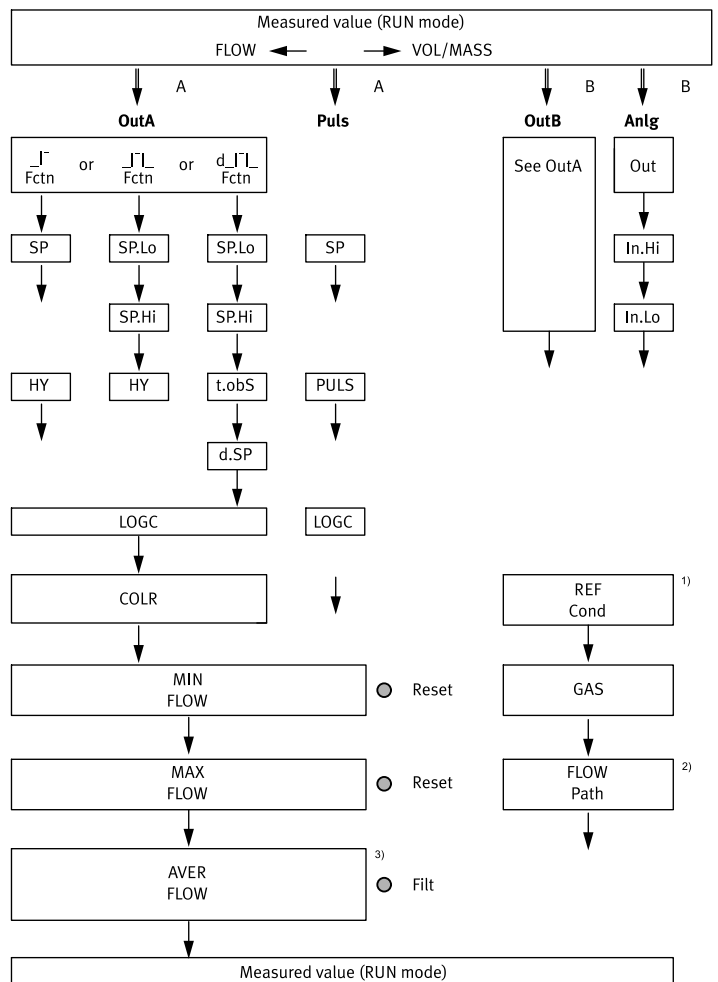 Measured value (RUN mode)
FLOW VOL/MASS
A A B B
OutA Puls OutB Anlg
_|‾ or _|‾|_ or d_|‾|_ See OutA Out
Fctn Fctn Fctn
SP SP.Lo SP.Lo SP In.Hi
SP.Hi SP.Hi In.Lo
HY HY t.obS PULS
d.SP
LOGC LOGC
COLR REF 1)
Cond
MIN Reset GAS
FLOW
MAX Reset FLOW 2)
FLOW Path
AVER 3) Filt
FLOW
Measured value (RUN mode)